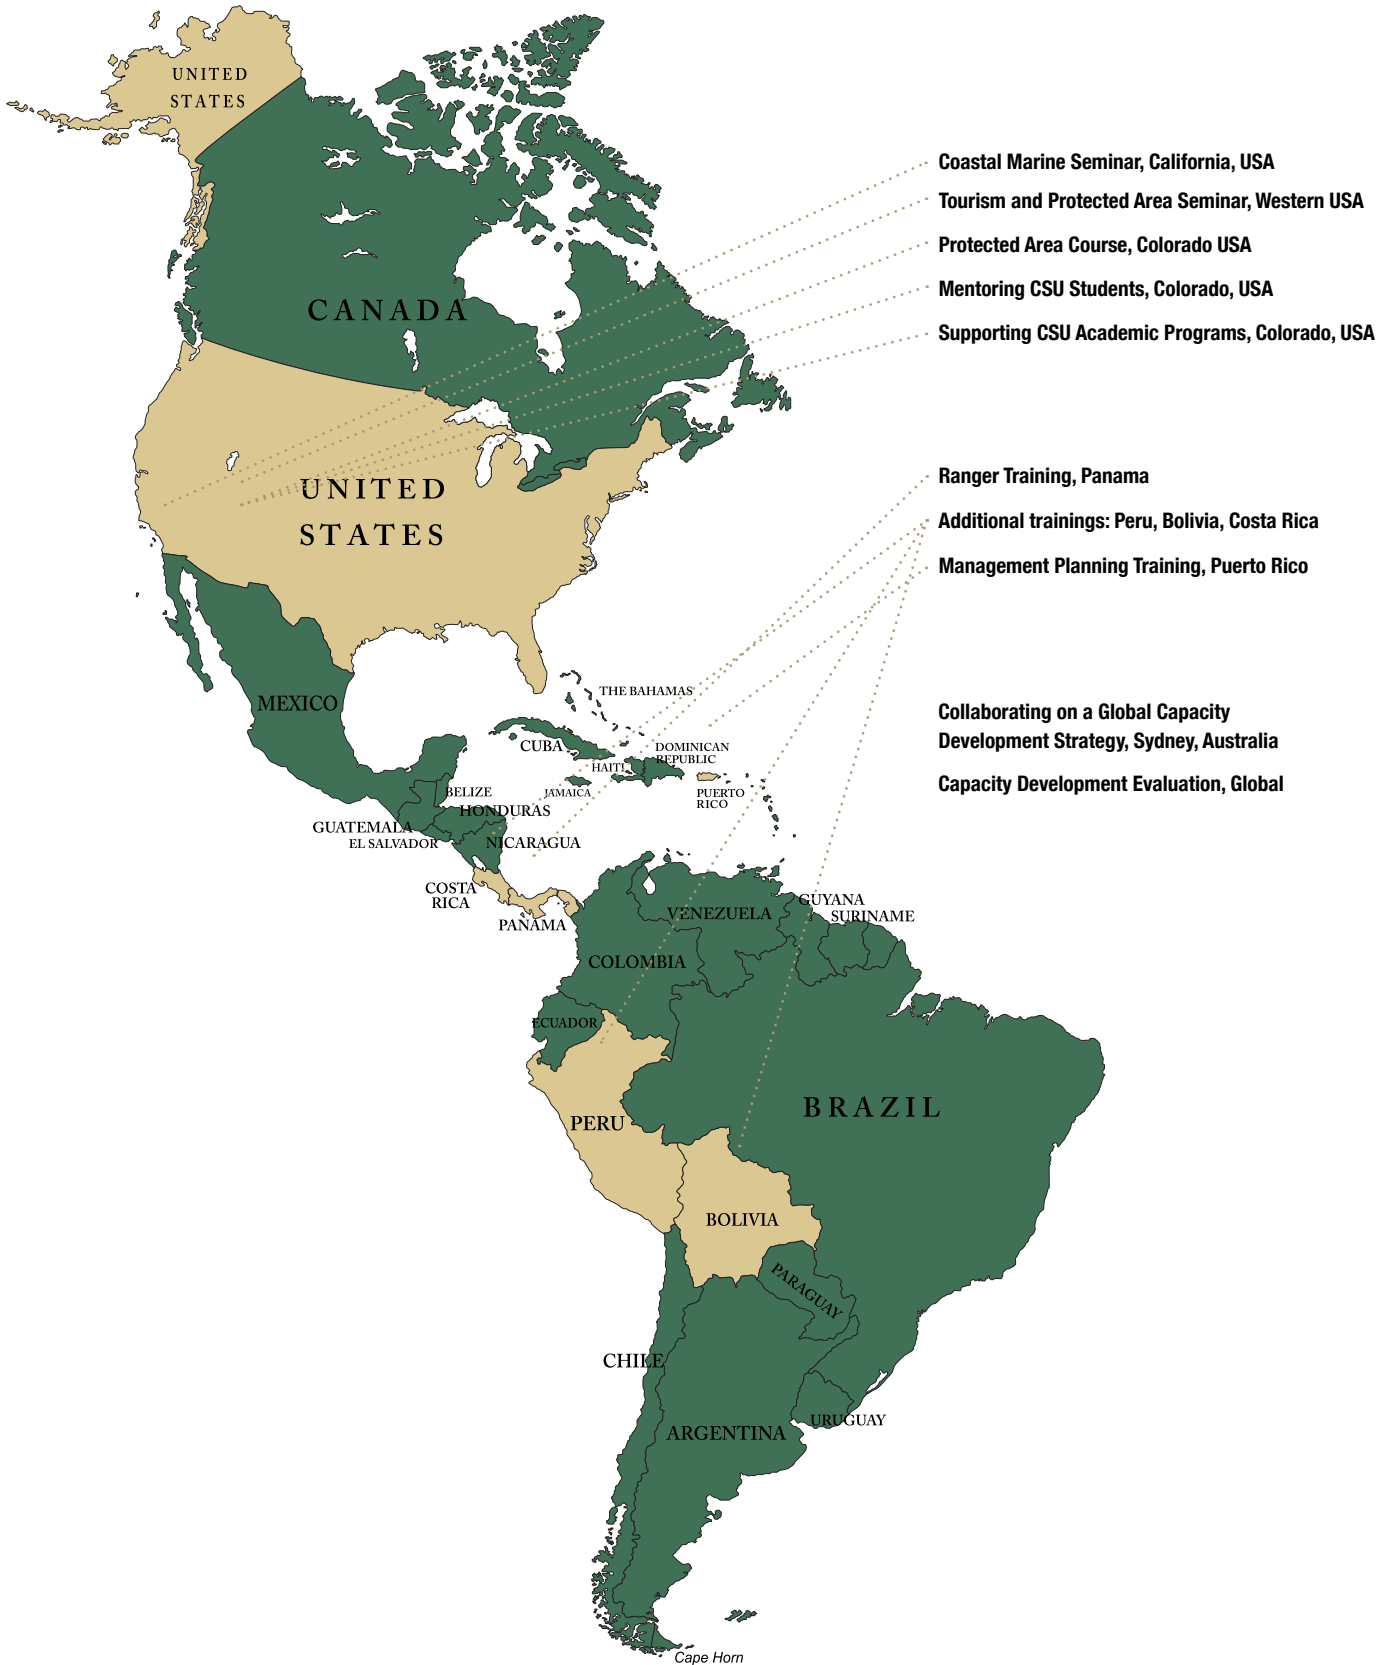 UNITED
STATES
CANADA
UNITED
STATES
MEXICO
THE BAHAMAS
CUBA
HAITI
DOMINICAN
REPUBLIC
JAMAICA
PUERTO
RICO
BELIZE
HONDURAS
GUATEMALA
EL SALVADOR
NICARAGUA
COSTA
RICA
PANAMA
VENEZUELA
GUYANA
SURINAME
COLOMBIA
ECUADOR
PERU
BRAZIL
BOLIVIA
PARAGUAY
CHILE
ARGENTINA
URUGUAY
Cape Horn
Coastal Marine Seminar, California, USA
Tourism and Protected Area Seminar, Western USA
Protected Area Course, Colorado USA
Mentoring CSU Students, Colorado, USA
Supporting CSU Academic Programs, Colorado, USA
Ranger Training, Panama
Additional trainings: Peru, Bolivia, Costa Rica
Management Planning Training, Puerto Rico
Collaborating on a Global Capacity
Development Strategy, Sydney, Australia
Capacity Development Evaluation, Global